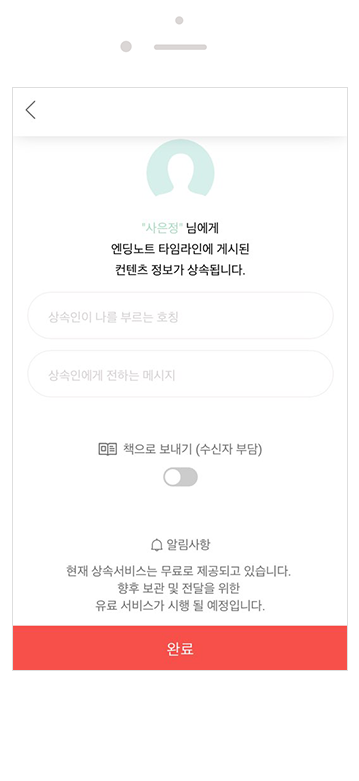 "사은정" 님에게
엔딩노트 타임라인에 게시된
컨텐츠 정보가 상속됩니다.
상속인이 나를 부르는 호칭
상속인에게 전하는 메시지
책으로 보내기 (수신자 부담)
알림사항
현재 상속서비스는 무료로 제공되고 있습니다.
향후 보관 및 전달을 위한
유료 서비스가 시행 될 예정입니다.
완료